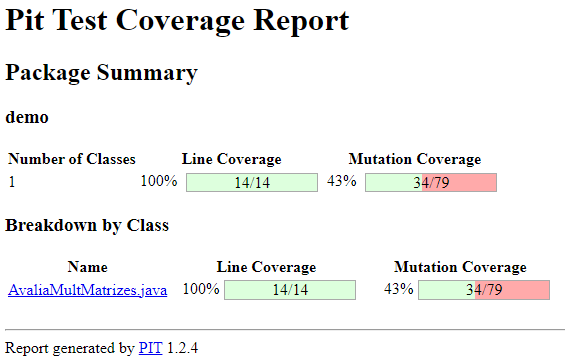 Pit Test Coverage Report
Package Summary
demo
Number of Classes Line Coverage Mutation Coverage
1 100% 14/14 43% 34/79
Breakdown by Class
Name Line Coverage Mutation Coverage
AvaliaMultMatrizes.java 100% 14/14 43% 34/79
Report generated by PIT 1.2.4